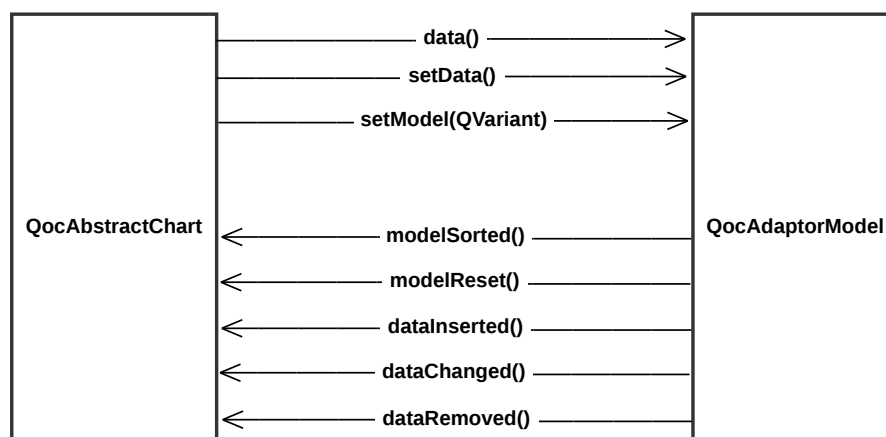 data()
setData()
setModel(QVariant)
QocAbstractChart
QocAdaptorModel
modelSorted()
modelReset()
dataInserted()
dataChanged()
dataRemoved()